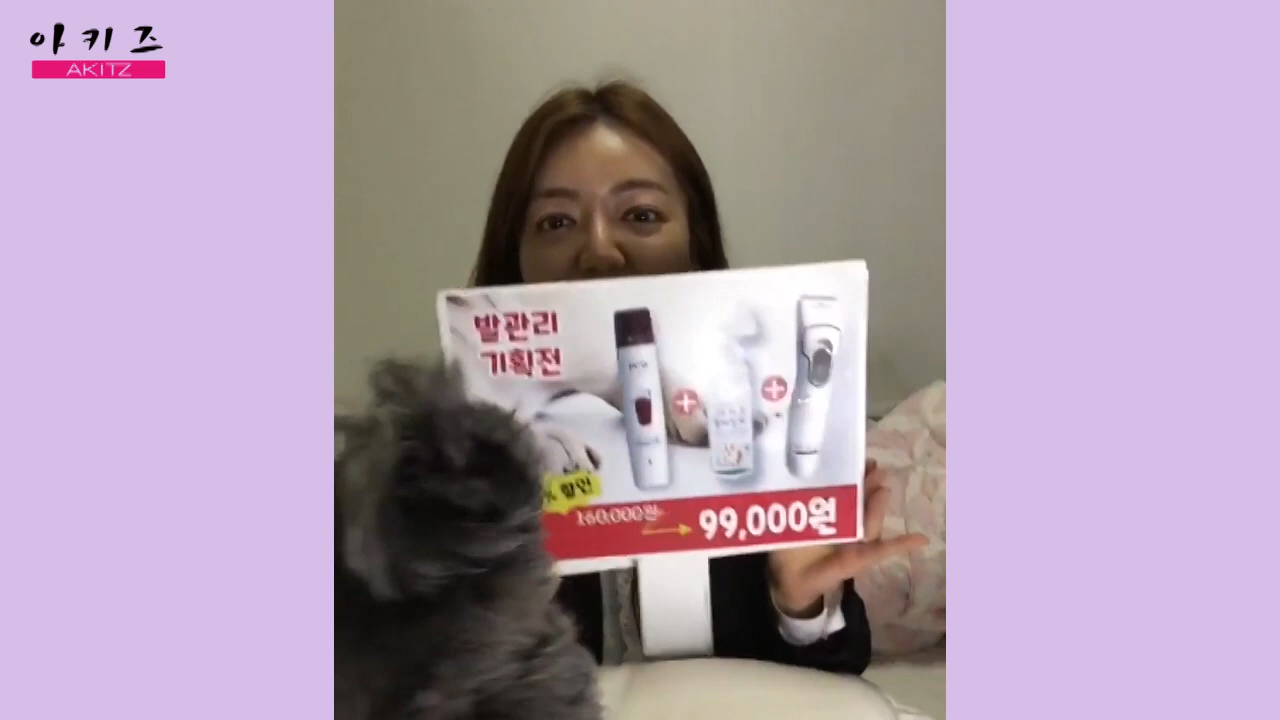 아키즈
AKITZ
발관리
기획전
% 할인
160,000원
99,000원